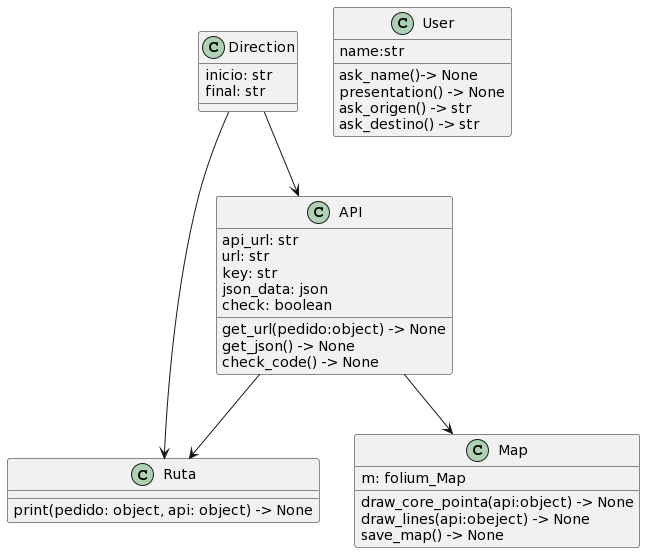 C User
name:str
ask_name()-> None
presentation() -> None
ask_origen() -> str
ask_destino() -> str
C Direction
inicio: str
final: str
C API
api_url: str
url: str
key: str
json_data: json
check: boolean
get_url(pedido:object) -> None
get_json() -> None
check_code() -> None
C Ruta
print(pedido: object, api: object) -> None
C Map
m: folium_Map
draw_core_pointa(api:object) -> None
draw_lines(api:obeject) -> None
save_map() -> None